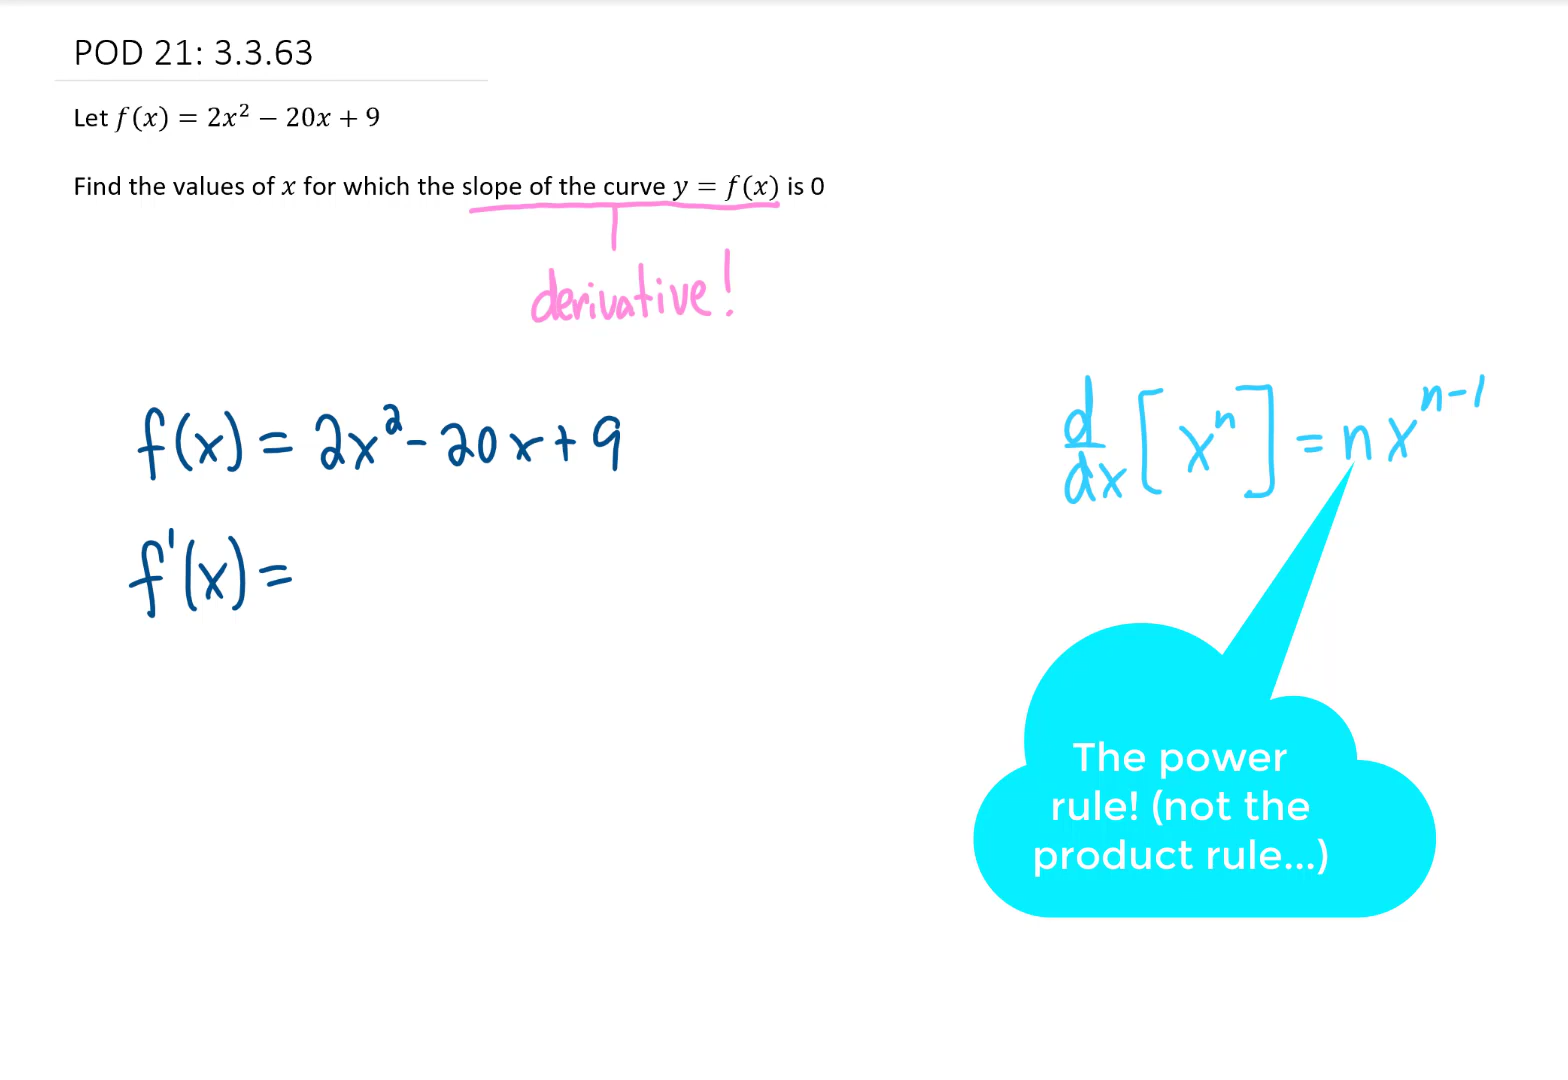 POD 21: 3.3.63
Let f(x) = 2x² − 20x + 9
Find the values of x for which the slope of the curve y = f(x) is 0
derivative!
f(x) = 2x² - 20x + 9
d/dx [xⁿ] = nxⁿ⁻¹
f'(x) =
The power
rule! (not the
product rule...)